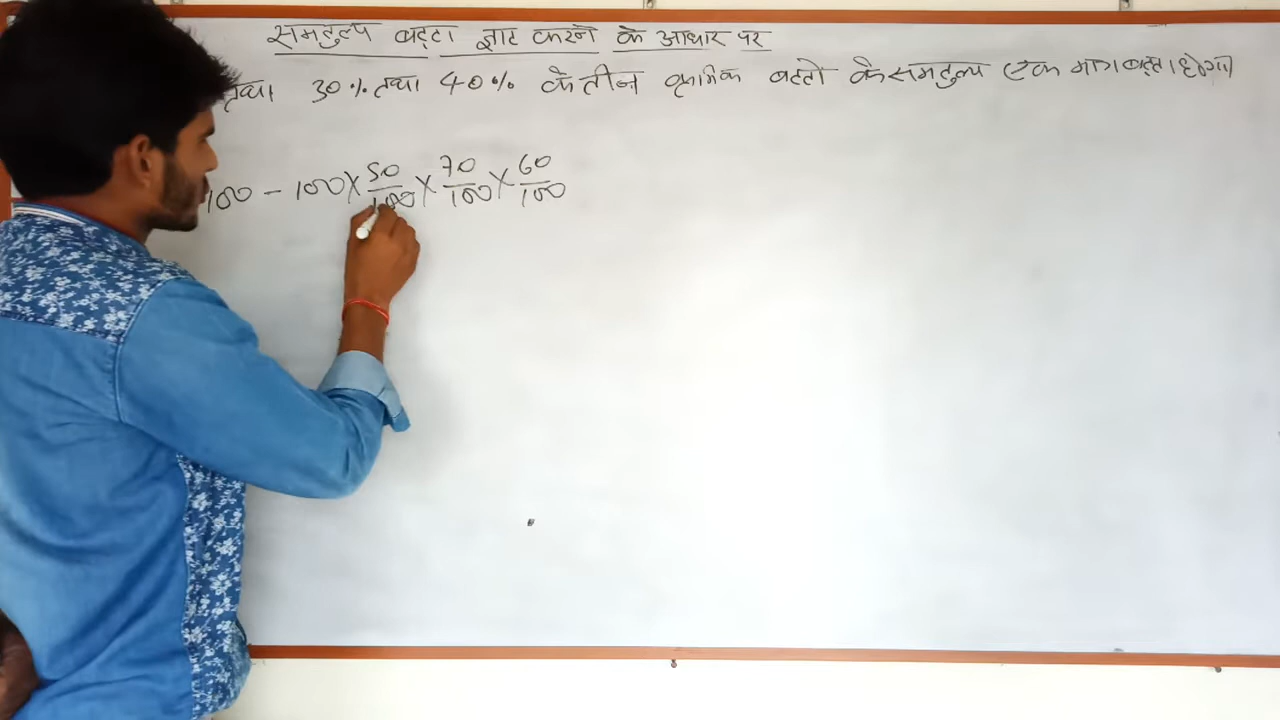 समतुल्य बट्टा ज्ञात करने के आधार पर
तथा 30% तथा 40% के तीन क्रमिक बट्टों के समतुल्य एक मात्र बट्टा होगा
100 - 100 × 50/100 × 70/100 × 60/100